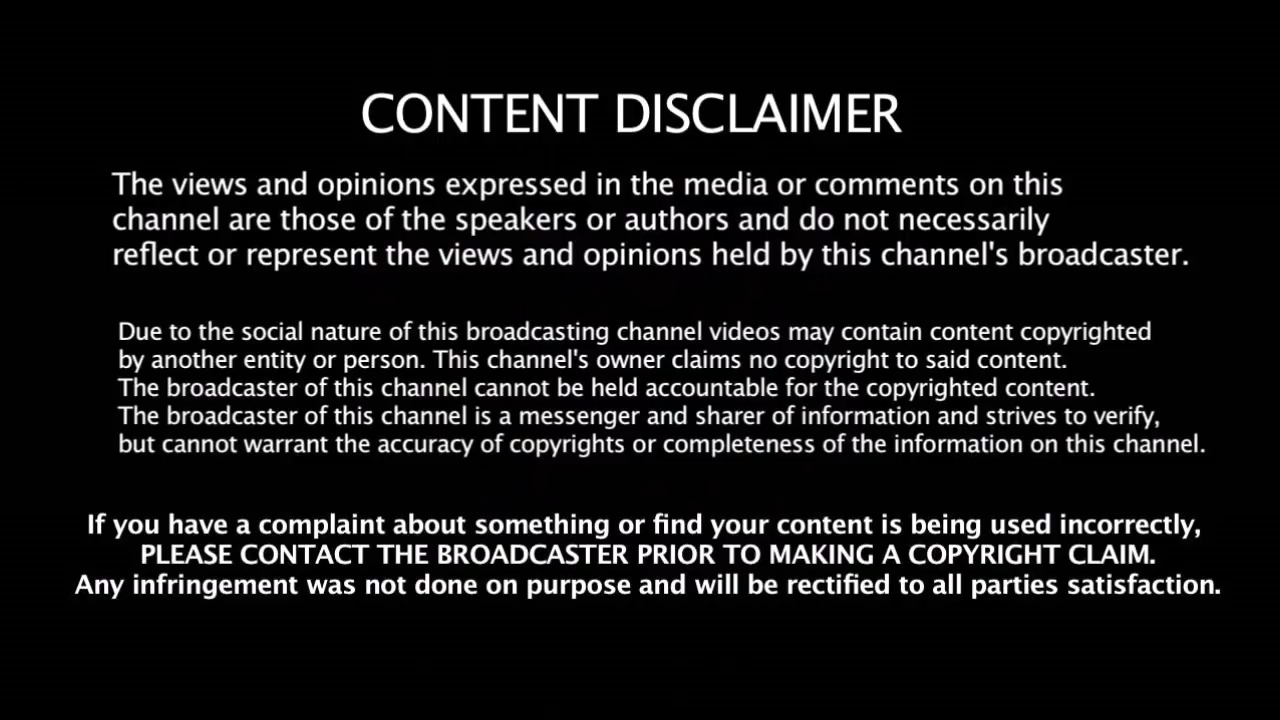 CONTENT DISCLAIMER
The views and opinions expressed in the media or comments on this
channel are those of the speakers or authors and do not necessarily
reflect or represent the views and opinions held by this channel's broadcaster.
Due to the social nature of this broadcasting channel videos may contain content copyrighted
by another entity or person. This channel's owner claims no copyright to said content.
The broadcaster of this channel cannot be held accountable for the copyrighted content.
The broadcaster of this channel is a messenger and sharer of information and strives to verify,
but cannot warrant the accuracy of copyrights or completeness of the information on this channel.
If you have a complaint about something or find your content is being used incorrectly,
PLEASE CONTACT THE BROADCASTER PRIOR TO MAKING A COPYRIGHT CLAIM.
Any infringement was not done on purpose and will be rectified to all parties satisfaction.